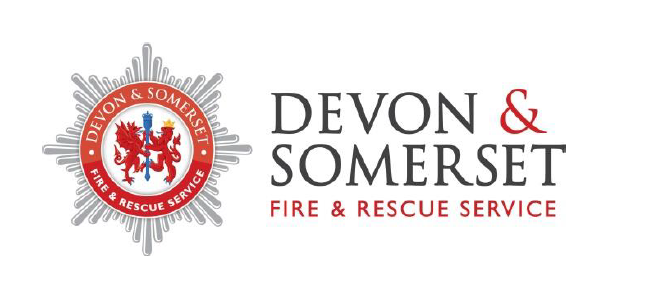 DEVON & SOMERSET
FIRE & RESCUE SERVICE
DEVON &
SOMERSET
FIRE & RESCUE SERVICE